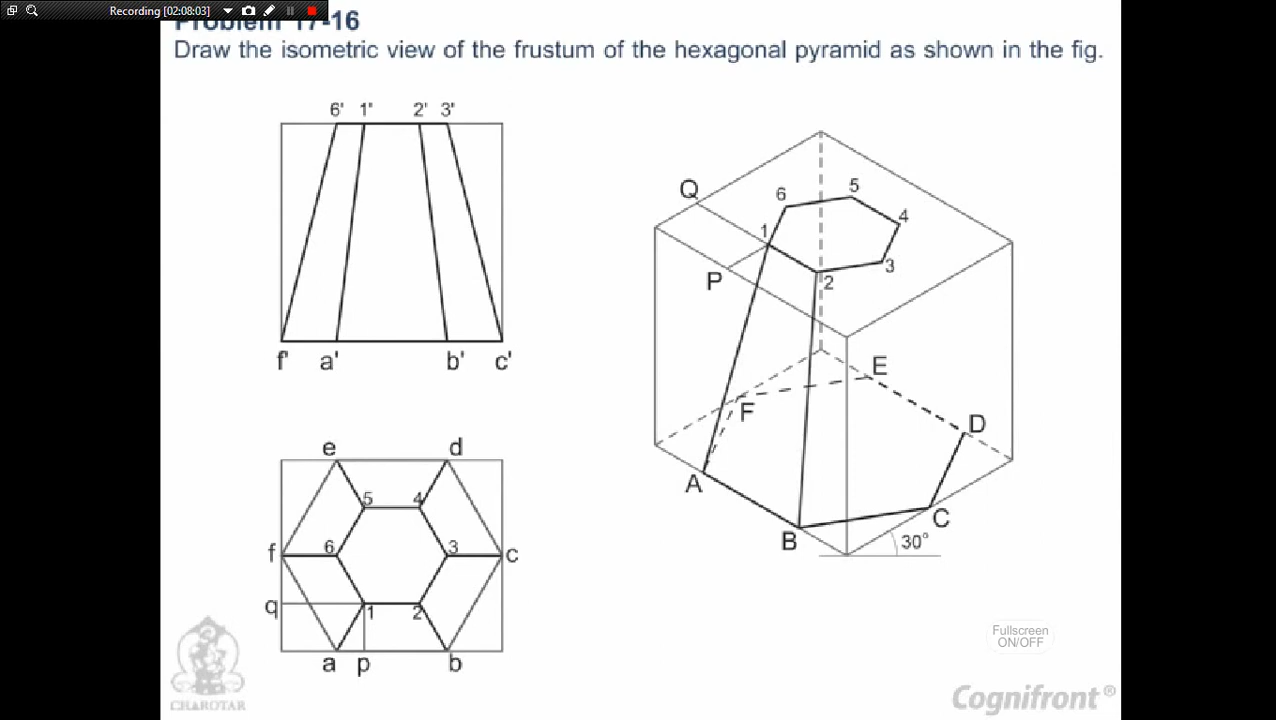 Recording [02:08:03]
Problem 17-16
Draw the isometric view of the frustum of the hexagonal pyramid as shown in the fig.
6' 1' 2' 3'
f' a' b' c'
e d
5 4
f 6 3 c
q 1 2
a p b
Q 6 5
1 4
P 2 3
E
F D
A
B C
30°
Fullscreen
ON/OFF
CHAROTAR
Cognifront®